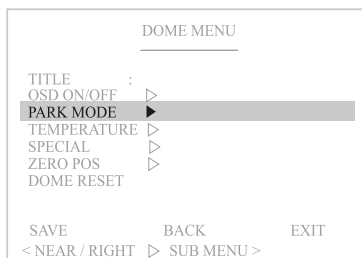 DOME MENU
TITLE :
OSD ON/OFF ▷
PARK MODE ▶
TEMPERATURE ▷
SPECIAL ▷
ZERO POS ▷
DOME RESET
SAVE BACK EXIT
< NEAR / RIGHT ▷ SUB MENU >